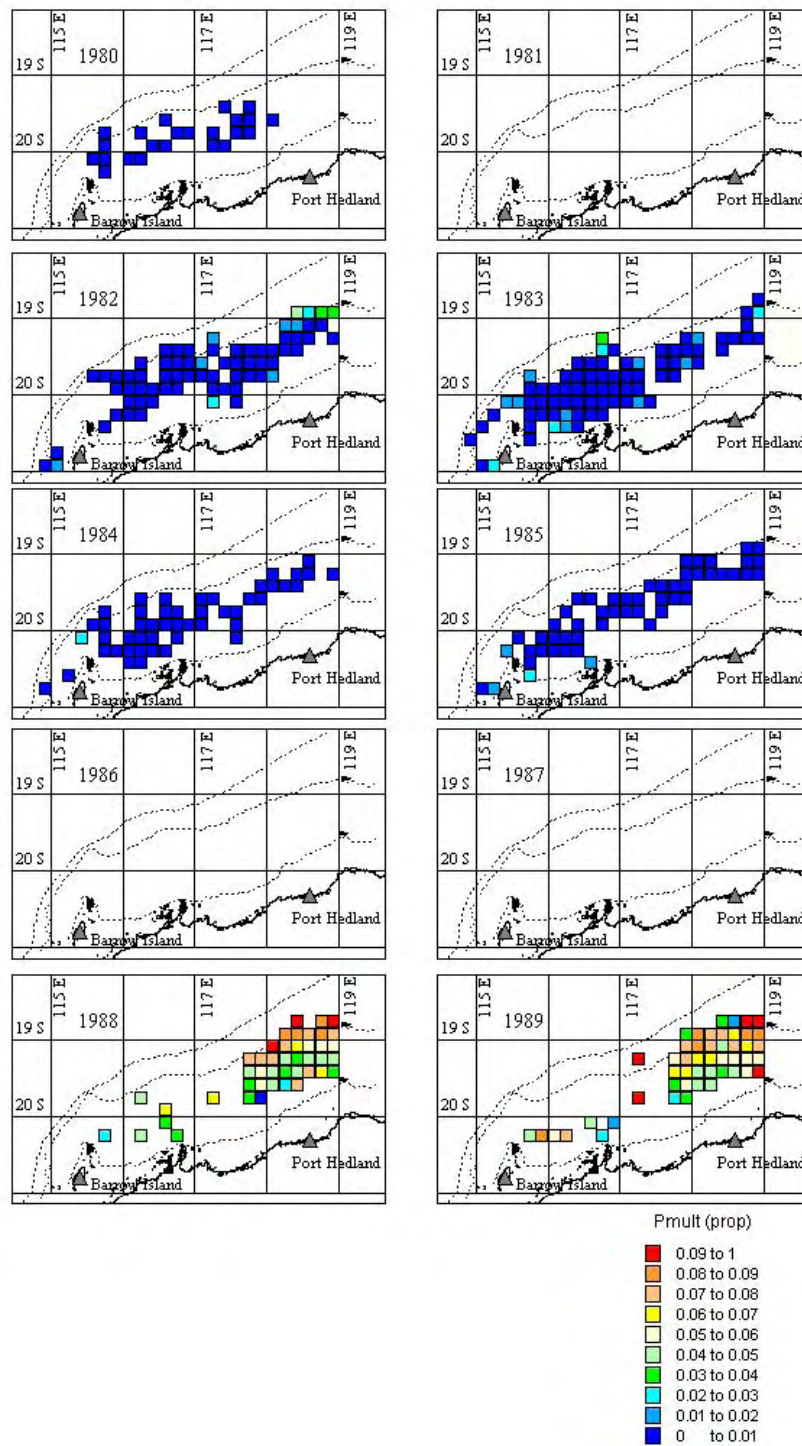 115 E
117 E
119 E
19 S
1980
20 S
Port Hedland
Barrow Island
115 E
117 E
119 E
19 S
1981
20 S
Port Hedland
Barrow Island
115 E
117 E
119 E
19 S
1982
20 S
Port Hedland
Barrow Island
115 E
117 E
119 E
19 S
1983
20 S
Port Hedland
Barrow Island
115 E
117 E
119 E
19 S
1984
20 S
Port Hedland
Barrow Island
115 E
117 E
119 E
19 S
1985
20 S
Port Hedland
Barrow Island
115 E
117 E
119 E
19 S
1986
20 S
Port Hedland
Barrow Island
115 E
117 E
119 E
19 S
1987
20 S
Port Hedland
Barrow Island
115 E
117 E
119 E
19 S
1988
20 S
Port Hedland
Barrow Island
115 E
117 E
119 E
19 S
1989
20 S
Port Hedland
Barrow Island
Pmult (prop)
0.09 to 1
0.08 to 0.09
0.07 to 0.08
0.06 to 0.07
0.05 to 0.06
0.04 to 0.05
0.03 to 0.04
0.02 to 0.03
0.01 to 0.02
0 to 0.01